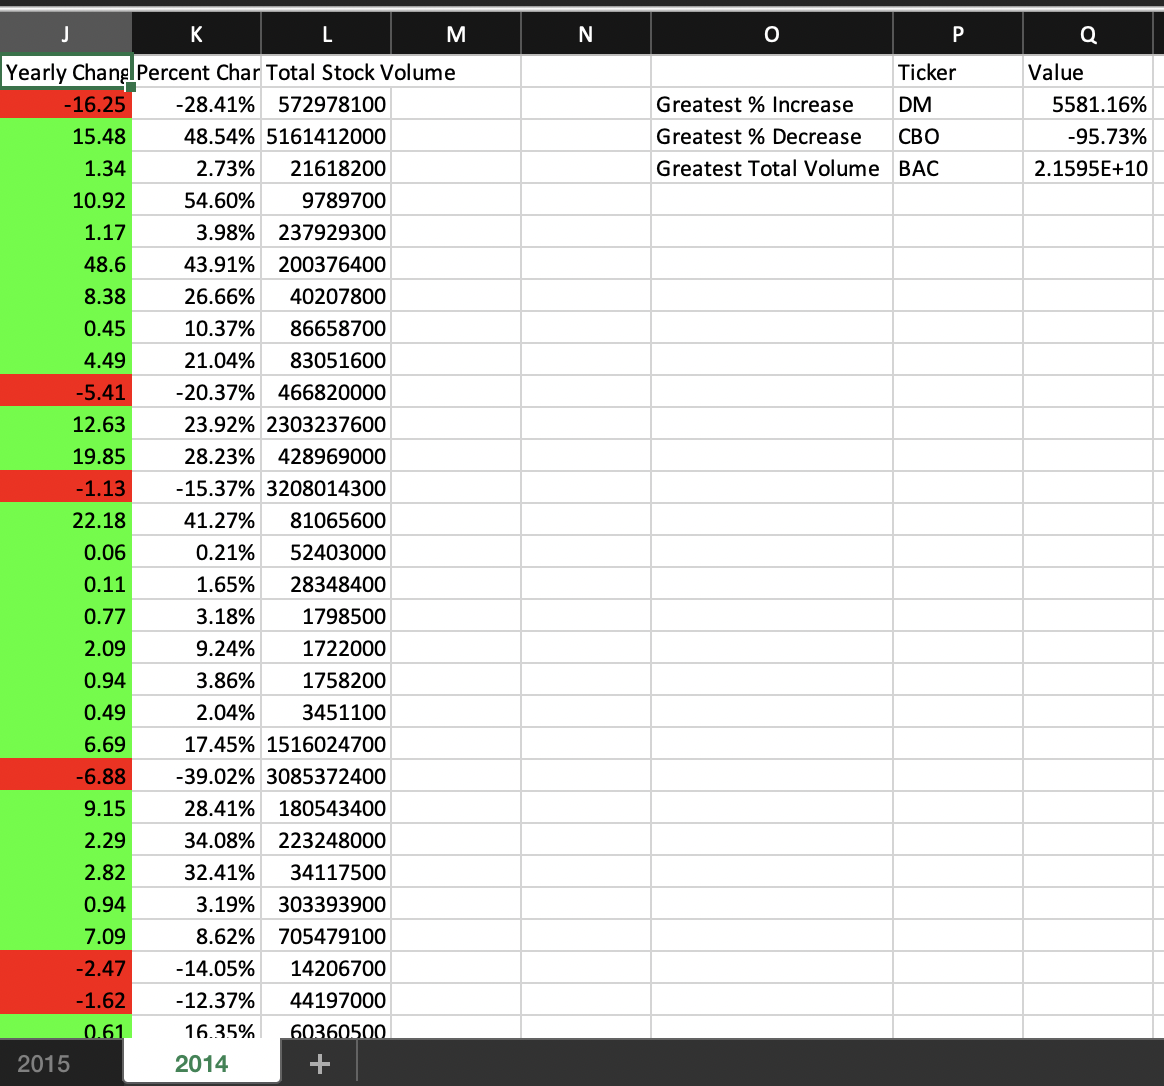 J K L M N O P Q
Yearly Chang Percent Char Total Stock Volume Ticker Value
-16.25 -28.41% 572978100 Greatest % Increase DM 5581.16%
15.48 48.54% 5161412000 Greatest % Decrease CBO -95.73%
1.34 2.73% 21618200 Greatest Total Volume BAC 2.1595E+10
10.92 54.60% 9789700
1.17 3.98% 237929300
48.6 43.91% 200376400
8.38 26.66% 40207800
0.45 10.37% 86658700
4.49 21.04% 83051600
-5.41 -20.37% 466820000
12.63 23.92% 2303237600
19.85 28.23% 428969000
-1.13 -15.37% 3208014300
22.18 41.27% 81065600
0.06 0.21% 52403000
0.11 1.65% 28348400
0.77 3.18% 1798500
2.09 9.24% 1722000
0.94 3.86% 1758200
0.49 2.04% 3451100
6.69 17.45% 1516024700
-6.88 -39.02% 3085372400
9.15 28.41% 180543400
2.29 34.08% 223248000
2.82 32.41% 34117500
0.94 3.19% 303393900
7.09 8.62% 705479100
-2.47 -14.05% 14206700
-1.62 -12.37% 44197000
0.61 16.35% 60360500
2015 2014 +